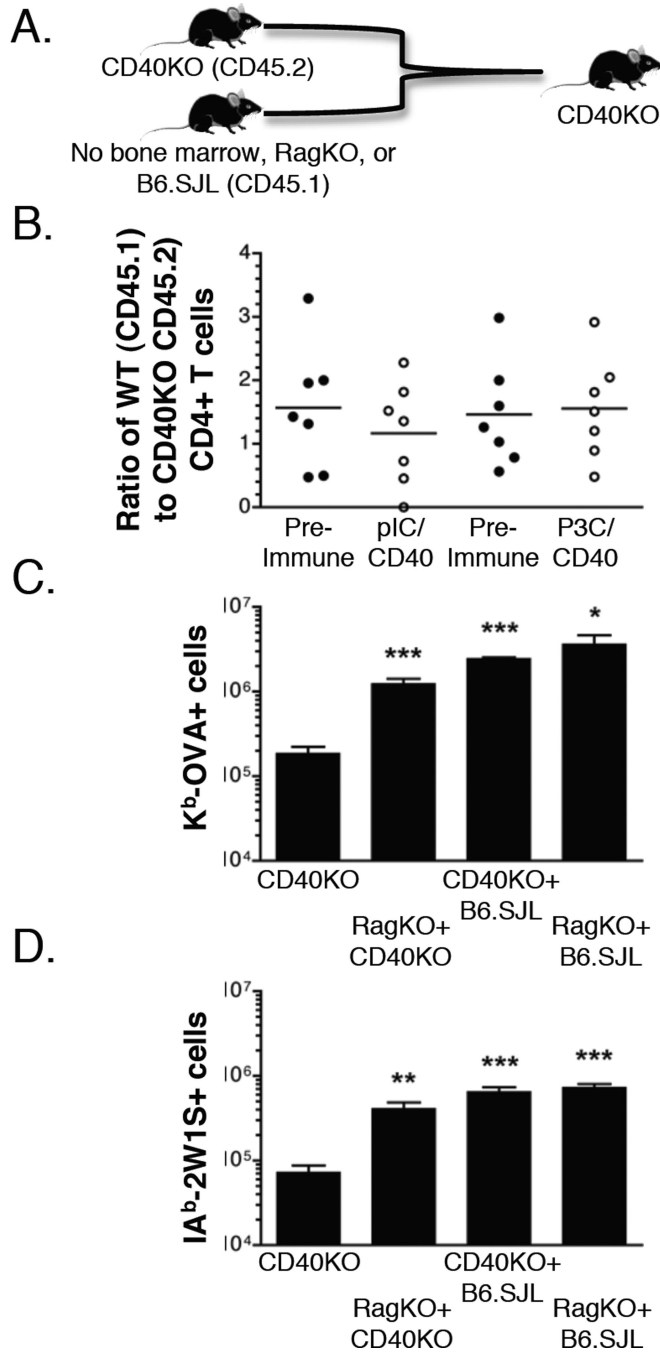 A.
CD40KO (CD45.2)
CD40KO
No bone marrow, RagKO, or
B6.SJL (CD45.1)
B.
Ratio of WT (CD45.1)
to CD40KO CD45.2)
CD4+ T cells
4
3
2
1
0
Pre-
Immune
pIC/
CD40
Pre-
Immune
P3C/
CD40
C.
Kᵇ-OVA+ cells
10⁷
10⁶
10⁵
10⁴
***
***
*
CD40KO
RagKO+
CD40KO
CD40KO+
B6.SJL
RagKO+
B6.SJL
D.
IAᵇ-2W1S+ cells
10⁷
10⁶
10⁵
10⁴
**
***
***
CD40KO
RagKO+
CD40KO
CD40KO+
B6.SJL
RagKO+
B6.SJL